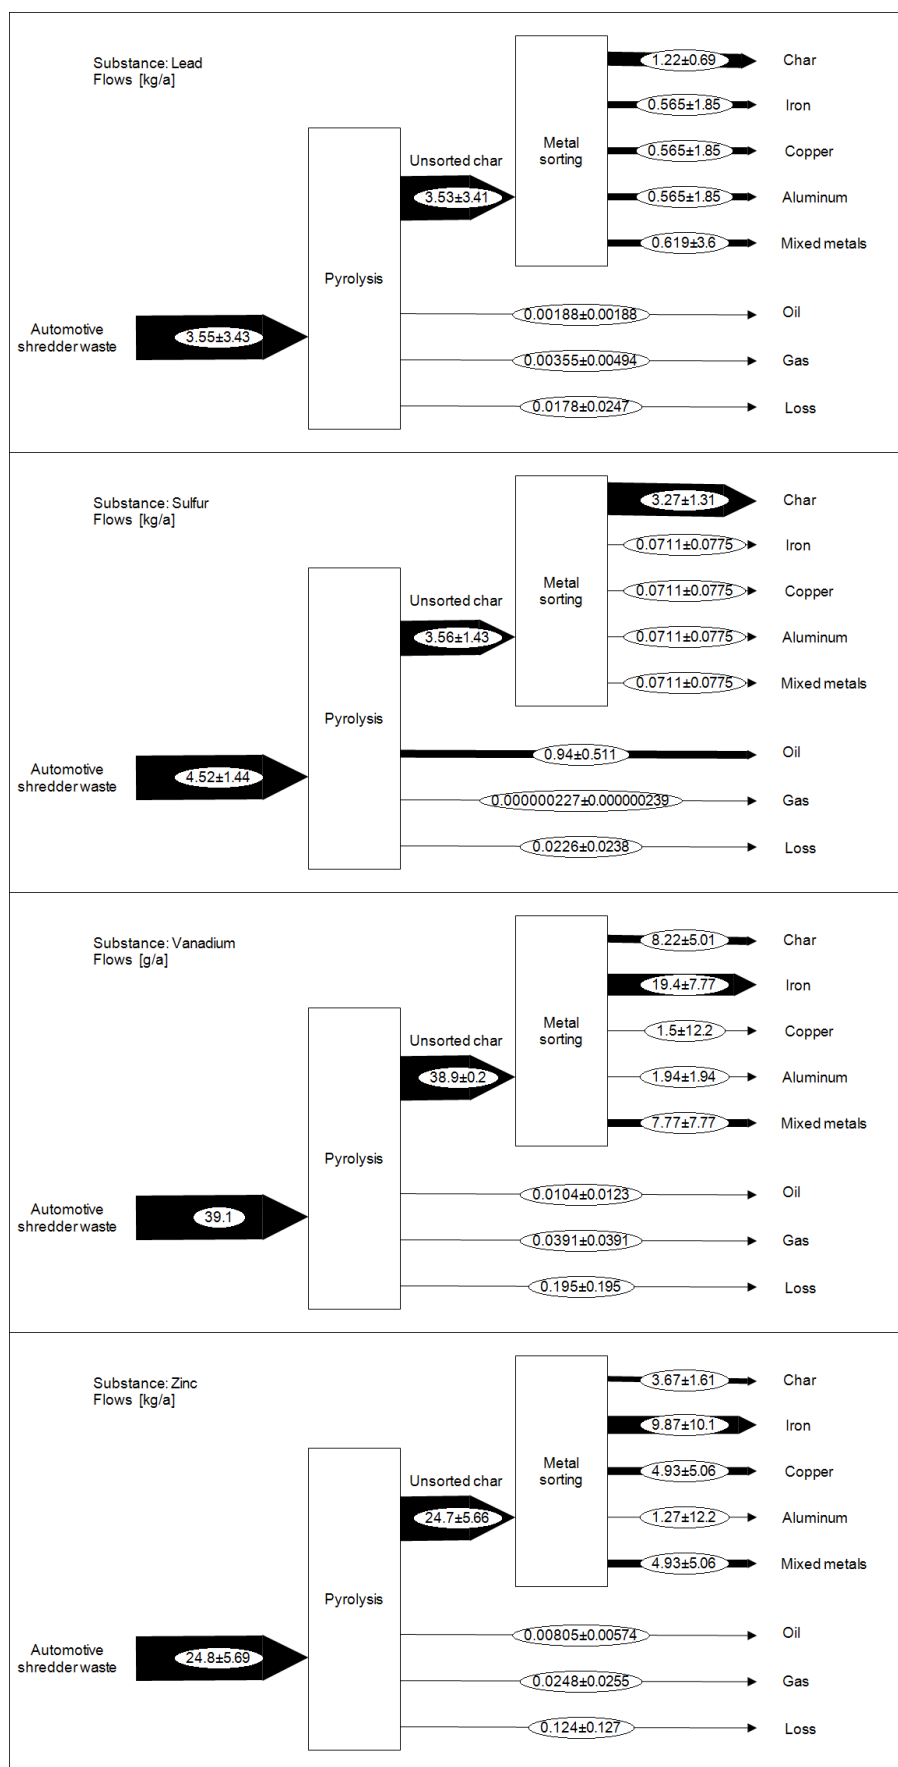 Substance: Lead
Flows [kg/a]
1.22±0.69
Char
0.565±1.85
Iron
Metal
sorting
0.565±1.85
Copper
Unsorted char
3.53±3.41
0.565±1.85
Aluminum
0.619±3.6
Mixed metals
Pyrolysis
Automotive
shredder waste
3.55±3.43
0.00188±0.00188
Oil
0.00355±0.00494
Gas
0.0178±0.0247
Loss
Substance: Sulfur
Flows [kg/a]
3.27±1.31
Char
0.0711±0.0775
Iron
Metal
sorting
0.0711±0.0775
Copper
Unsorted char
3.56±1.43
0.0711±0.0775
Aluminum
0.0711±0.0775
Mixed metals
Pyrolysis
Automotive
shredder waste
4.52±1.44
0.94±0.511
Oil
0.000000227±0.000000239
Gas
0.0226±0.0238
Loss
Substance: Vanadium
Flows [g/a]
8.22±5.01
Char
19.4±7.77
Iron
Metal
sorting
1.5±12.2
Copper
Unsorted char
38.9±0.2
1.94±1.94
Aluminum
7.77±7.77
Mixed metals
Pyrolysis
Automotive
shredder waste
39.1
0.0104±0.0123
Oil
0.0391±0.0391
Gas
0.195±0.195
Loss
Substance: Zinc
Flows [kg/a]
3.67±1.61
Char
9.87±10.1
Iron
Metal
sorting
4.93±5.06
Copper
Unsorted char
24.7±5.66
1.27±12.2
Aluminum
4.93±5.06
Mixed metals
Pyrolysis
Automotive
shredder waste
24.8±5.69
0.00805±0.00574
Oil
0.0248±0.0255
Gas
0.124±0.127
Loss